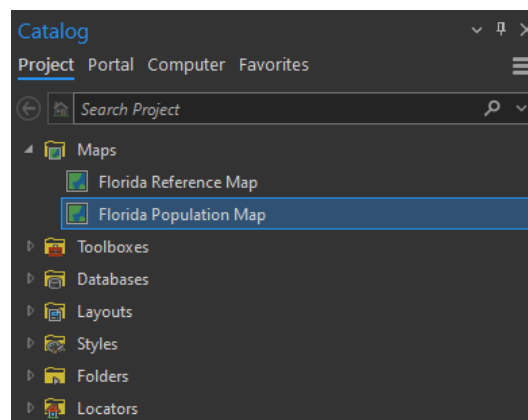 Catalog
Project Portal Computer Favorites
Search Project
Maps
Florida Reference Map
Florida Population Map
Toolboxes
Databases
Layouts
Styles
Folders
Locators